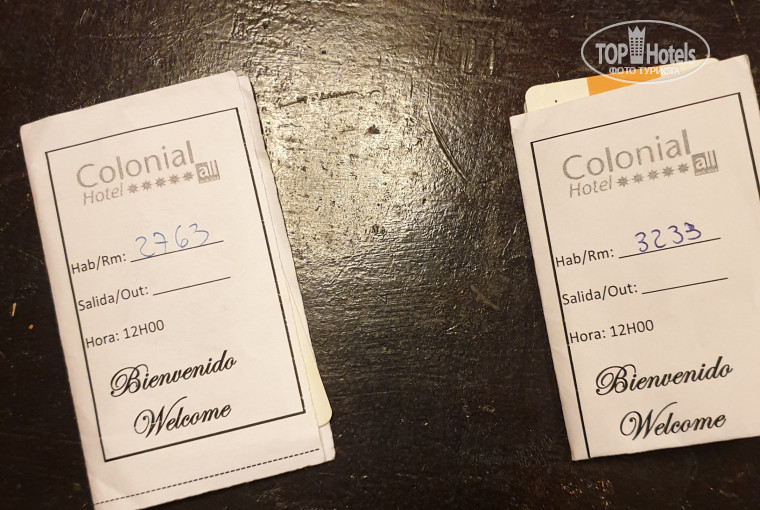 TOP Hotels
ФОТО ТУРИСТА
Colonial
Hotel ***** all
Hab/Rm: 2763
Salida/Out:
Hora: 12H00
Bienvenido
Welcome
Colonial
Hotel ***** all
Hab/Rm: 3233
Salida/Out:
Hora: 12H00
Bienvenido
Welcome